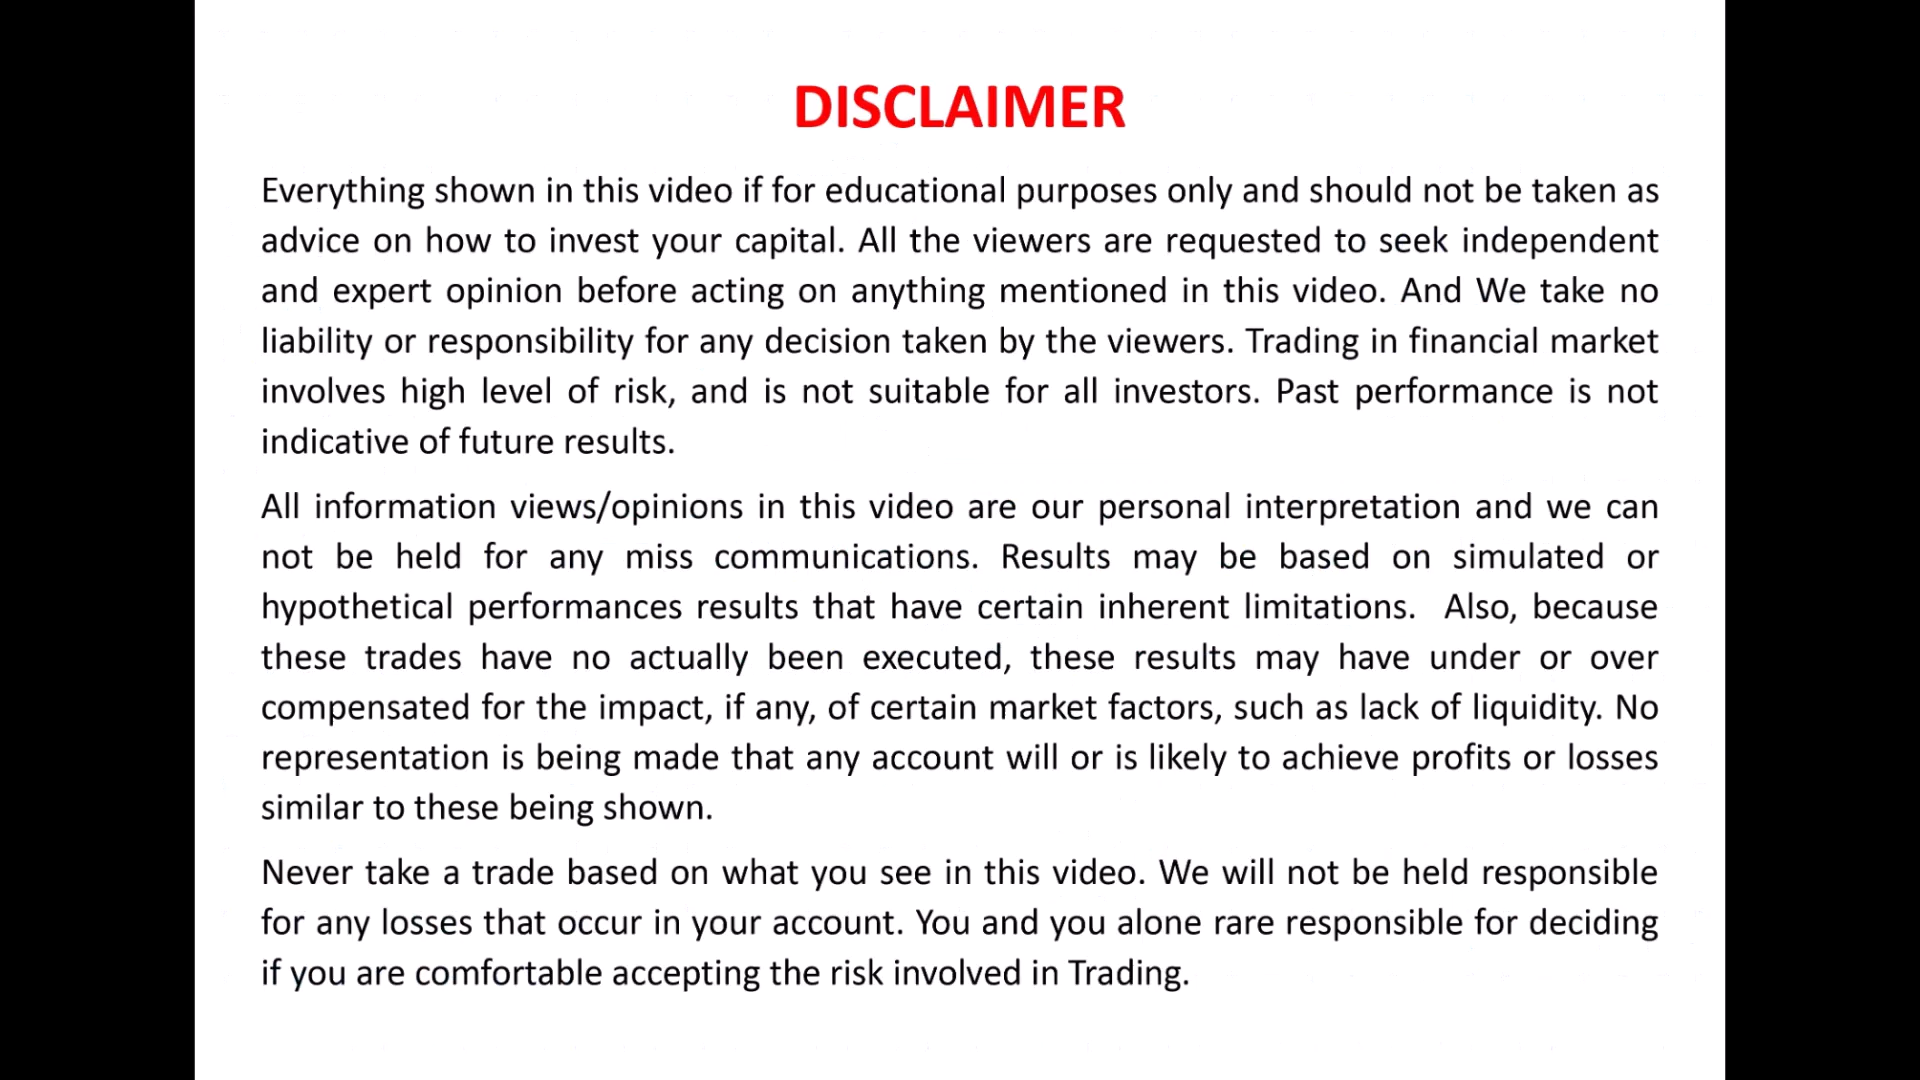 DISCLAIMER
Everything shown in this video if for educational purposes only and should not be taken as
advice on how to invest your capital. All the viewers are requested to seek independent
and expert opinion before acting on anything mentioned in this video. And We take no
liability or responsibility for any decision taken by the viewers. Trading in financial market
involves high level of risk, and is not suitable for all investors. Past performance is not
indicative of future results.
All information views/opinions in this video are our personal interpretation and we can
not be held for any miss communications. Results may be based on simulated or
hypothetical performances results that have certain inherent limitations. Also, because
these trades have no actually been executed, these results may have under or over
compensated for the impact, if any, of certain market factors, such as lack of liquidity. No
representation is being made that any account will or is likely to achieve profits or losses
similar to these being shown.
Never take a trade based on what you see in this video. We will not be held responsible
for any losses that occur in your account. You and you alone rare responsible for deciding
if you are comfortable accepting the risk involved in Trading.